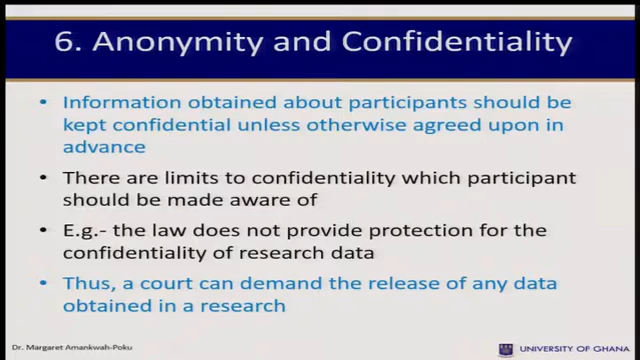 6. Anonymity and Confidentiality
• Information obtained about participants should be
kept confidential unless otherwise agreed upon in
advance
• There are limits to confidentiality which participant
should be made aware of
• E.g.- the law does not provide protection for the
confidentiality of research data
• Thus, a court can demand the release of any data
obtained in a research
Dr. Margaret Amankwah-Poku
UNIVERSITY OF GHANA